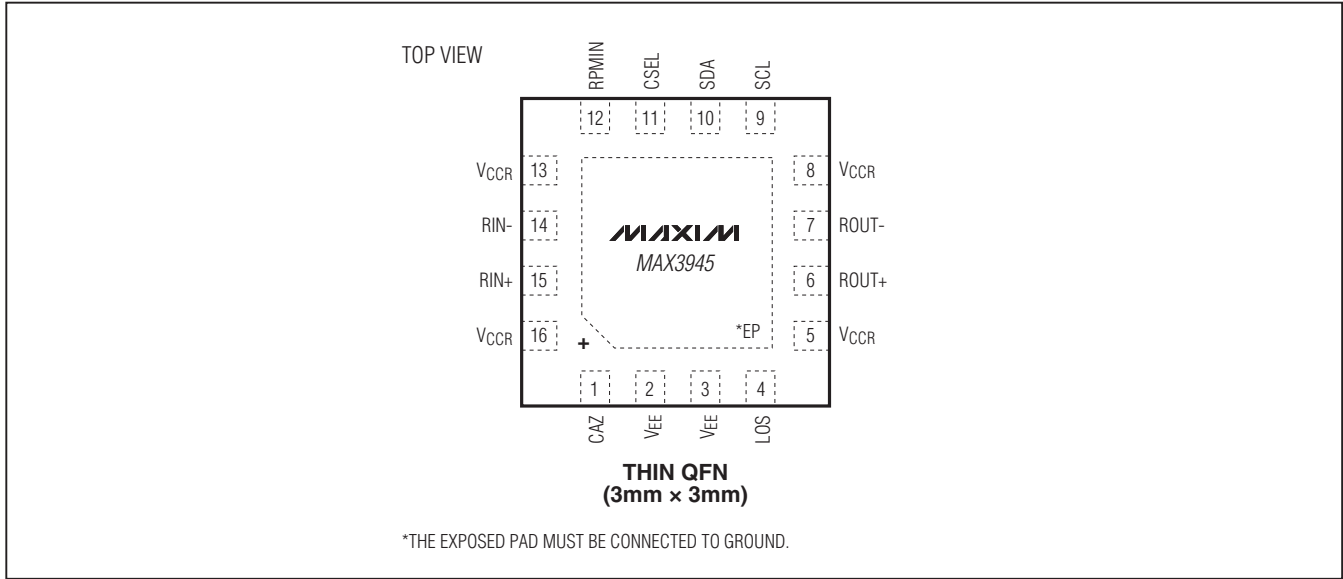 TOP VIEW
RPMIN
CSEL
SDA
SCL
12
11
10
9
VCCR
13
8
VCCR
RIN-
14
7
ROUT-
RIN+
15
6
ROUT+
VCCR
16
5
VCCR
MAXIM
MAX3945
*EP
+
1
2
3
4
CAZ
VEE
VEE
LOS
THIN QFN
(3mm × 3mm)
*THE EXPOSED PAD MUST BE CONNECTED TO GROUND.